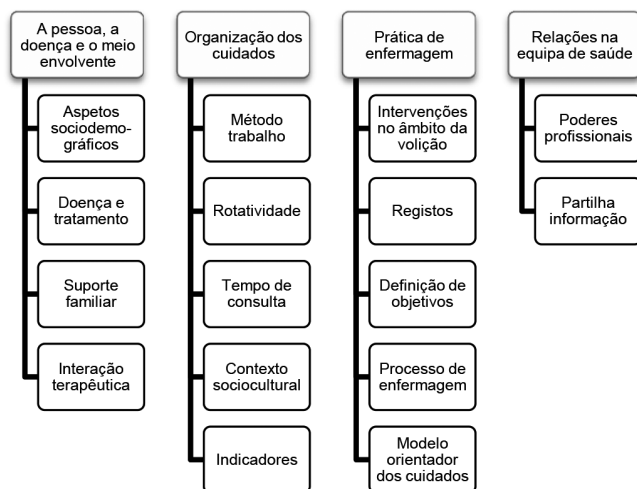 A pessoa, a
doença e o meio
envolvente
Aspetos
sociodemo-
gráficos
Doença e
tratamento
Suporte
familiar
Interação
terapêutica
Organização dos
cuidados
Método
trabalho
Rotatividade
Tempo de
consulta
Contexto
sociocultural
Indicadores
Prática de
enfermagem
Intervenções
no âmbito da
volição
Registos
Definição de
objetivos
Processo de
enfermagem
Modelo
orientador
dos cuidados
Relações na
equipa de saúde
Poderes
profissionais
Partilha
informação